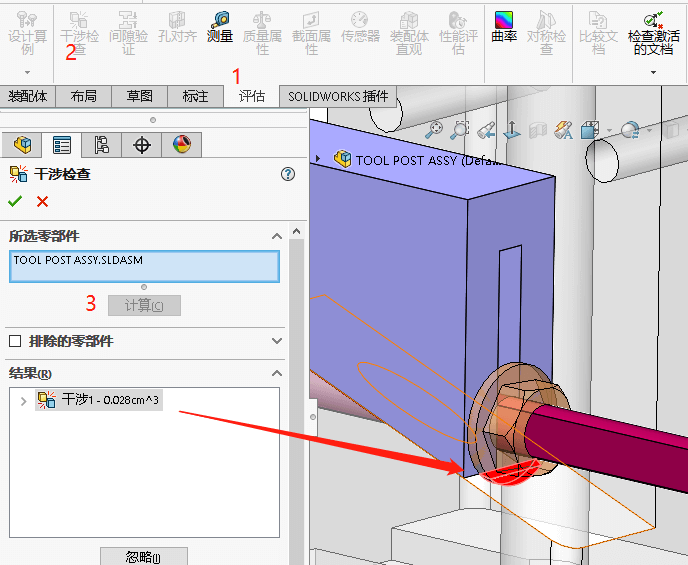 设计算例
干涉检查
间隙验证
孔对齐
测量
质量属性
截面属性
传感器
装配体直观
性能评估
曲率
对称检查
比较文档
检查激活的文档
2
1
装配体
布局
草图
标注
评估
SOLIDWORKS 插件
干涉检查
TOOL POST ASSY (Defau...
所选零部件
TOOL POST ASSY.SLDASM
3
计算(C)
排除的零部件
结果(R)
干涉1 - 0.028cm^3
忽略(I)